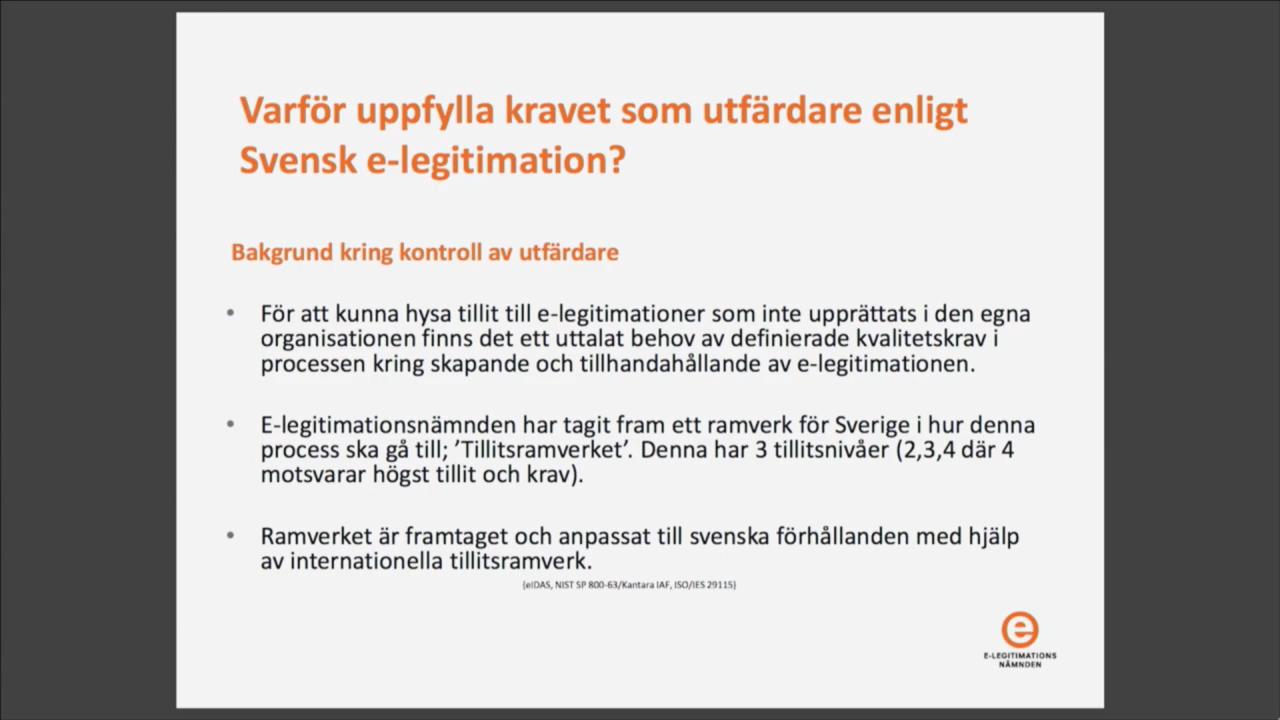 Varför uppfylla kravet som utfärdare enligt
Svensk e-legitimation?
Bakgrund kring kontroll av utfärdare
• För att kunna hysa tillit till e-legitimationer som inte upprättats i den egna
organisationen finns det ett uttalat behov av definierade kvalitetskrav i
processen kring skapande och tillhandahållande av e-legitimationen.
• E-legitimationsnämnden har tagit fram ett ramverk för Sverige i hur denna
process ska gå till; ’Tillitsramverket’. Denna har 3 tillitsnivåer (2,3,4 där 4
motsvarar högst tillit och krav).
• Ramverket är framtaget och anpassat till svenska förhållanden med hjälp
av internationella tillitsramverk.
(eIDAS, NIST SP 800-63/Kantara IAF, ISO/IES 29115)
e
E-LEGITIMATIONS
NÄMNDEN